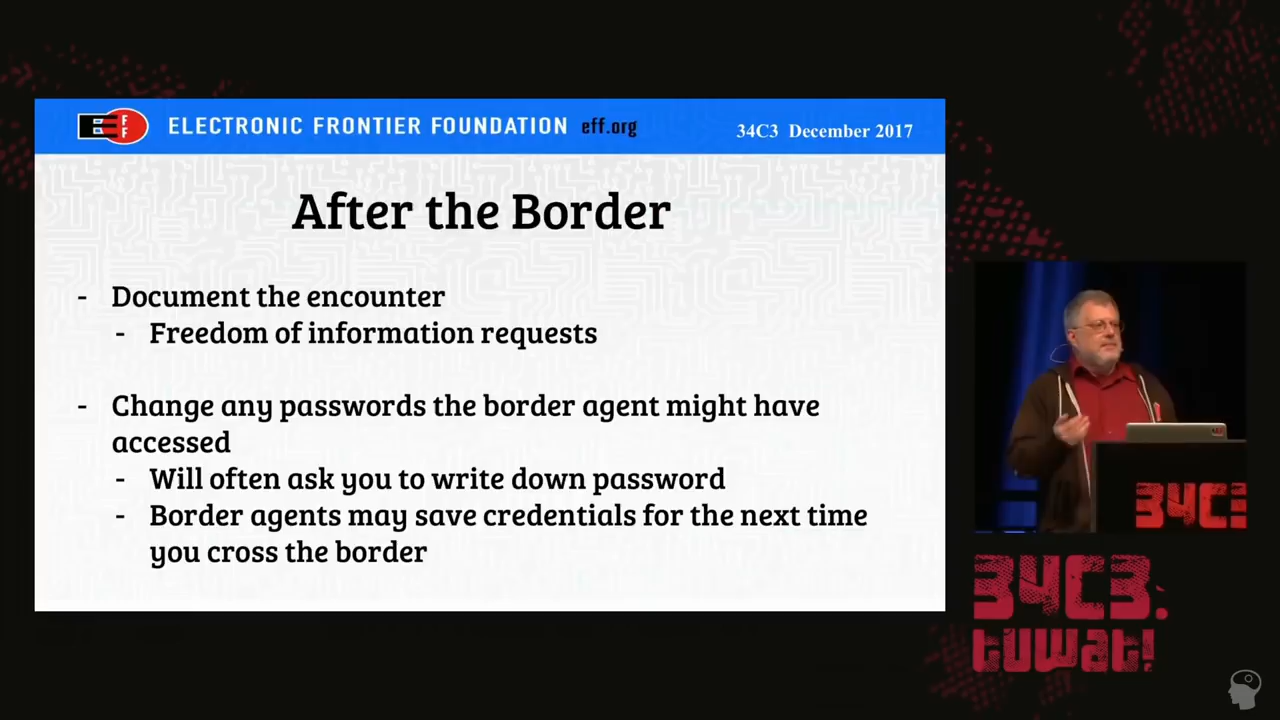 EFF
ELECTRONIC FRONTIER FOUNDATION eff.org
34C3 December 2017
After the Border
- Document the encounter
- Freedom of information requests
- Change any passwords the border agent might have
accessed
- Will often ask you to write down password
- Border agents may save credentials for the next time
you cross the border
34C3
34C3.
tuwat!